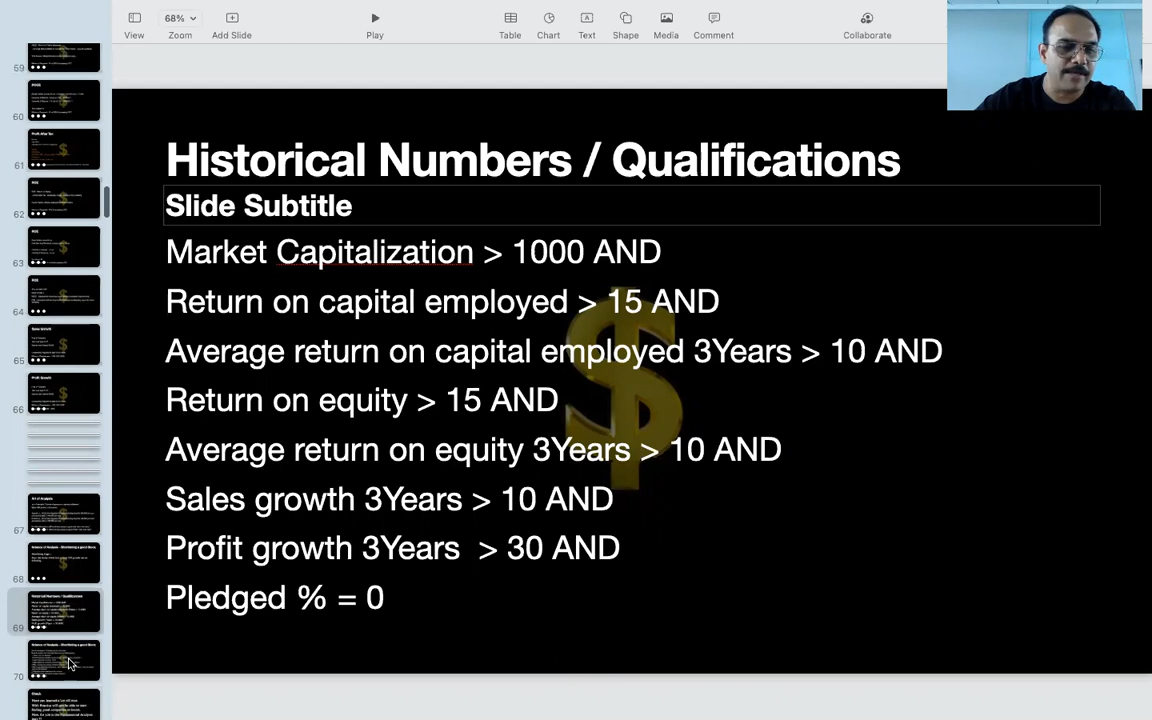 View
68%
Zoom
Add Slide
Play
Table
Chart
Text
Shape
Media
Comment
Collaborate
59
60
61
62
63
64
65
66
67
68
69
70
Historical Numbers / Qualifications
Slide Subtitle
Market Capitalization > 1000 AND
Return on capital employed > 15 AND
Average return on capital employed 3Years > 10 AND
Return on equity > 15 AND
Average return on equity 3Years > 10 AND
Sales growth 3Years > 10 AND
Profit growth 3Years > 30 AND
Pledged % = 0